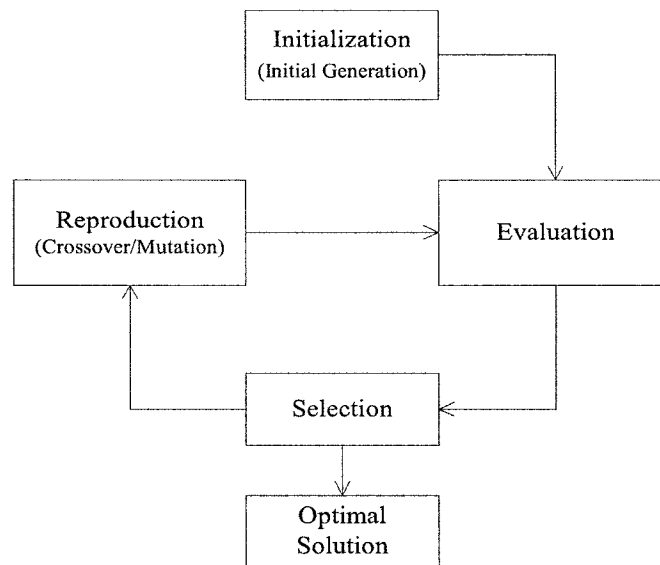 Initialization
(Initial Generation)
Reproduction
(Crossover/Mutation)
Evaluation
Selection
Optimal
Solution